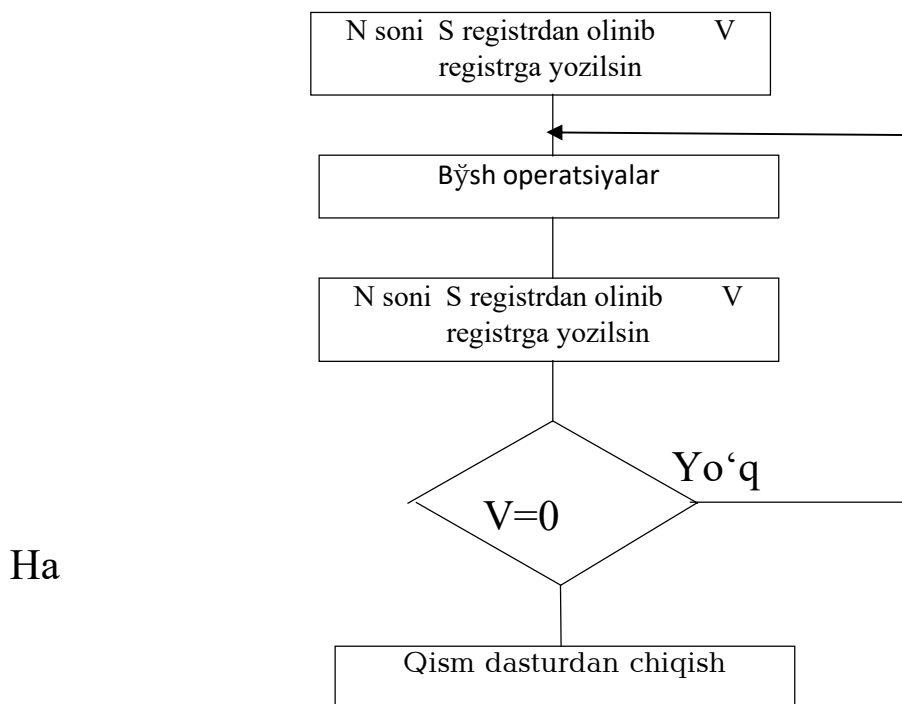 N soni S registrdan olinib V
registrga yozilsin
Bўsh operatsiyalar
N soni S registrdan olinib V
registrga yozilsin
Yo‘q
V=0
Ha
Qism dasturdan chiqish